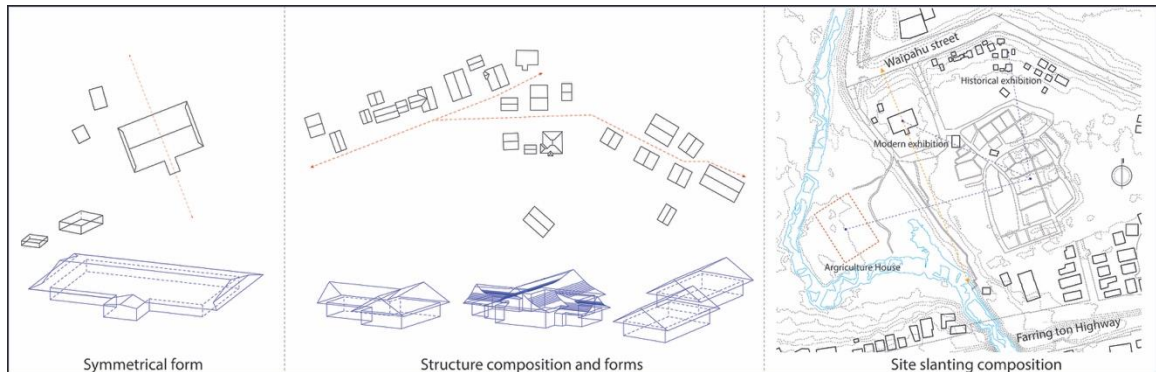 Waipahu street
Historical exhibition
Modern exhibition
Argriculture House
Farring ton Highway
Symmetrical form
Structure composition and forms
Site slanting composition